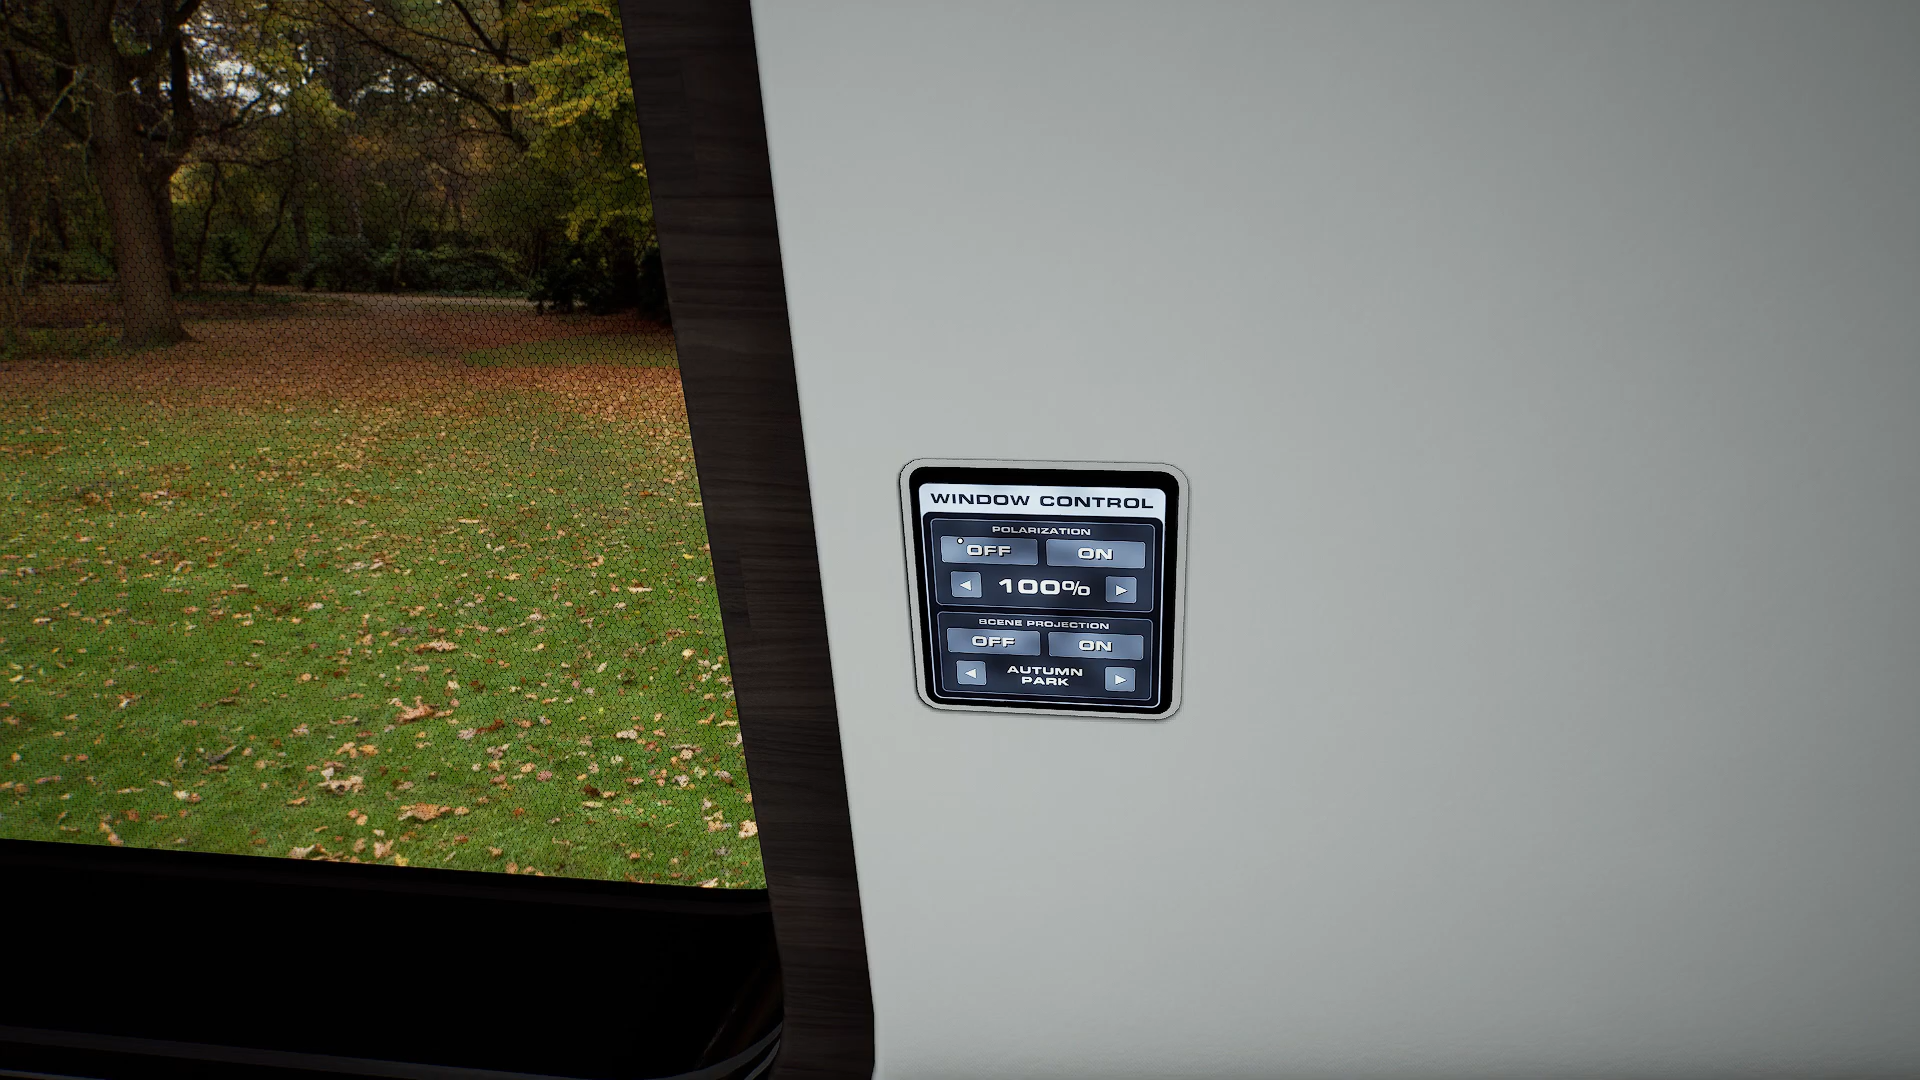 WINDOW CONTROL
POLARIZATION
OFF ON
◄ 100% ►
SCENE PROJECTION
OFF ON
◄ AUTUMN ►
PARK